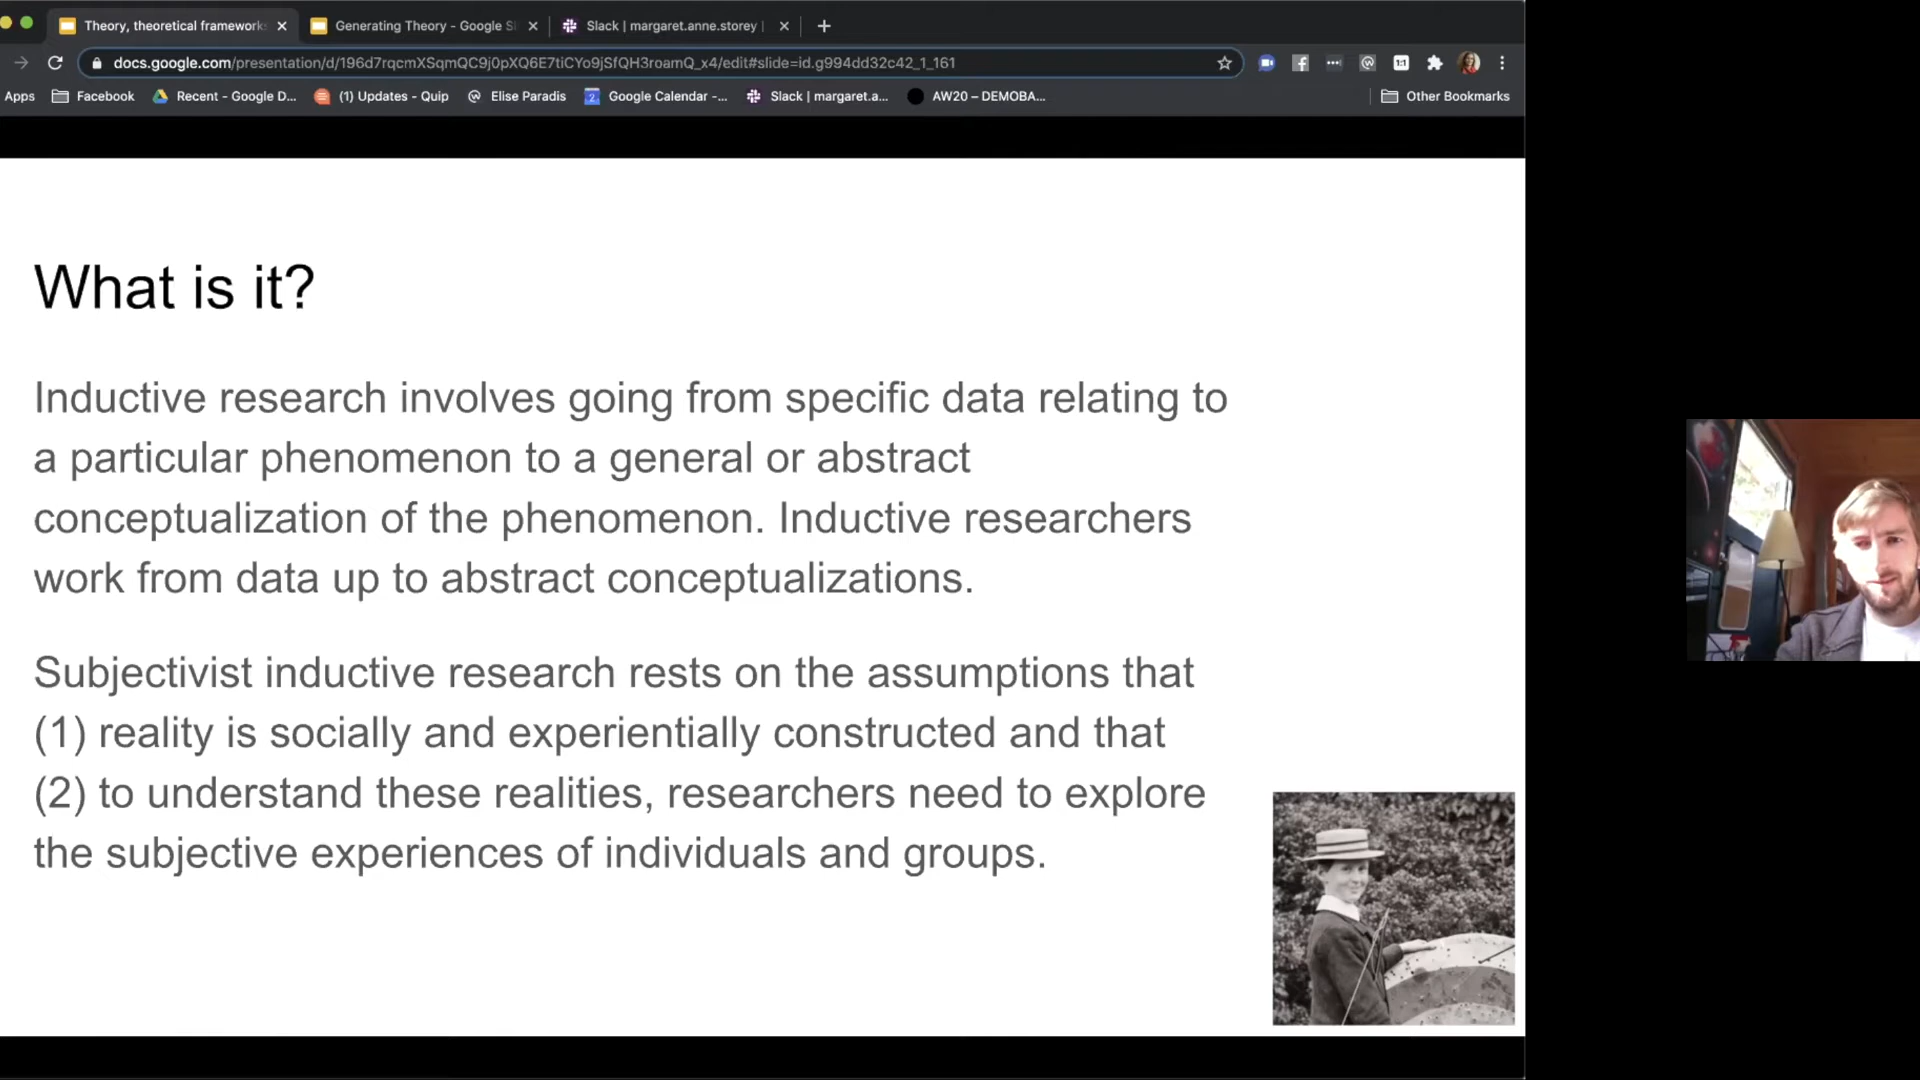 Theory, theoretical framework
Generating Theory - Google Sl
Slack | margaret.anne.storey |
docs.google.com/presentation/d/196d7rqcmXSqmQC9j0pXQ6E7tiCYo9jSfQH3roamQ_x4/edit#slide=id.g994dd32c42_1_161
Apps
Facebook
Recent - Google D...
(1) Updates - Quip
Elise Paradis
Google Calendar -...
Slack | margaret.a...
AW20 – DEMOBA...
Other Bookmarks
What is it?
Inductive research involves going from specific data relating to
a particular phenomenon to a general or abstract
conceptualization of the phenomenon. Inductive researchers
work from data up to abstract conceptualizations.
Subjectivist inductive research rests on the assumptions that
(1) reality is socially and experientially constructed and that
(2) to understand these realities, researchers need to explore
the subjective experiences of individuals and groups.